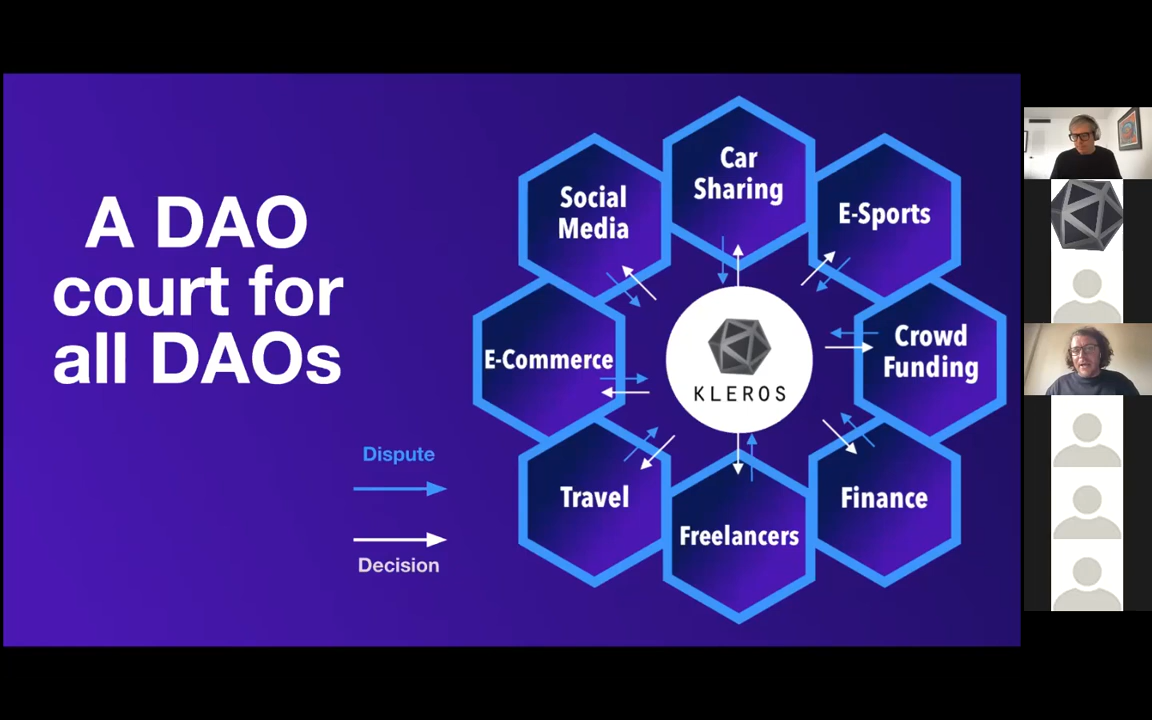 A DAO
court for
all DAOs
Dispute
Decision
Car
Sharing
Social
Media
E-Sports
E-Commerce
KLEROS
Crowd
Funding
Travel
Freelancers
Finance